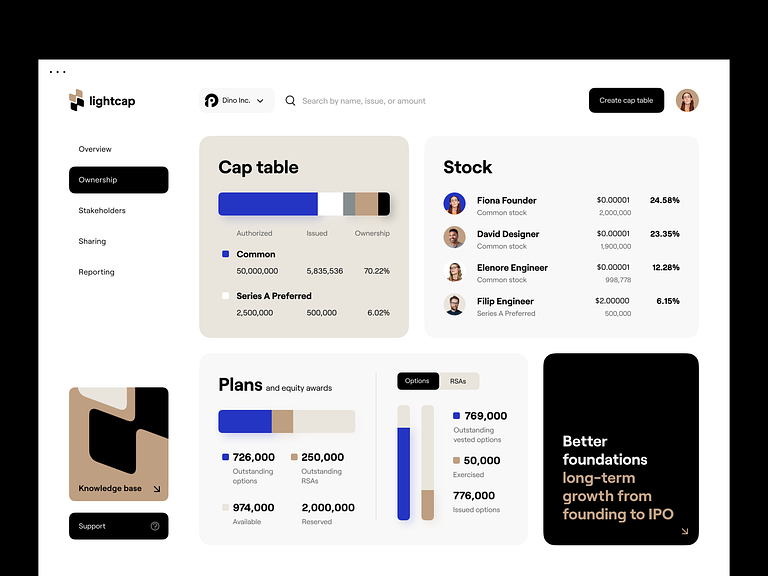 lightcap
Dino Inc.
Search by name, issue, or amount
Create cap table
Overview
Ownership
Stakeholders
Sharing
Reporting
Knowledge base
Support
Cap table
Authorized Issued Ownership
Common
50,000,000 5,835,536 70.22%
Series A Preferred
2,500,000 500,000 6.02%
Stock
Fiona Founder $0.00001 24.58%
Common stock 2,000,000
David Designer $0.00001 23.35%
Common stock 1,900,000
Elenore Engineer $0.00001 12.28%
Common stock 998,778
Filip Engineer $2.00000 6.15%
Series A Preferred 500,000
Plans and equity awards
726,000 250,000
Outstanding Outstanding
options RSAs
974,000 2,000,000
Available Reserved
Options RSAs
769,000
Outstanding
vested options
50,000
Exercised
776,000
Issued options
Better
foundations
long-term
growth from
founding to IPO